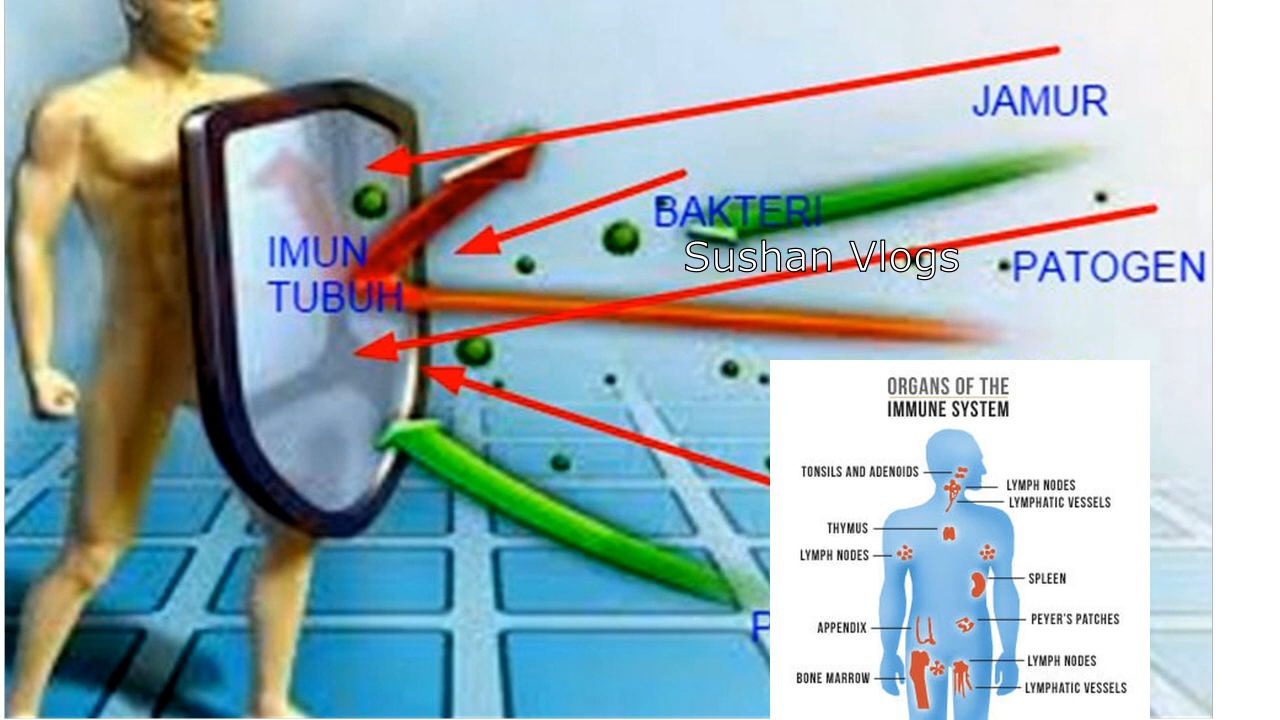 JAMUR
BAKTERI
Sushan Vlogs
IMUN
TUBUH
PATOGEN
ORGANS OF THE
IMMUNE SYSTEM
TONSILS AND ADENOIDS
LYMPH NODES
LYMPHATIC VESSELS
THYMUS
LYMPH NODES
SPLEEN
APPENDIX
PEYER'S PATCHES
LYMPH NODES
BONE MARROW
LYMPHATIC VESSELS